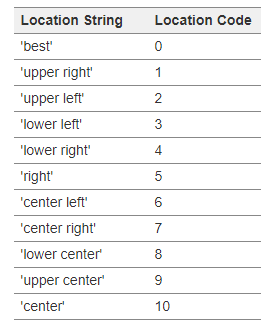 Location String Location Code
'best' 0
'upper right' 1
'upper left' 2
'lower left' 3
'lower right' 4
'right' 5
'center left' 6
'center right' 7
'lower center' 8
'upper center' 9
'center' 10